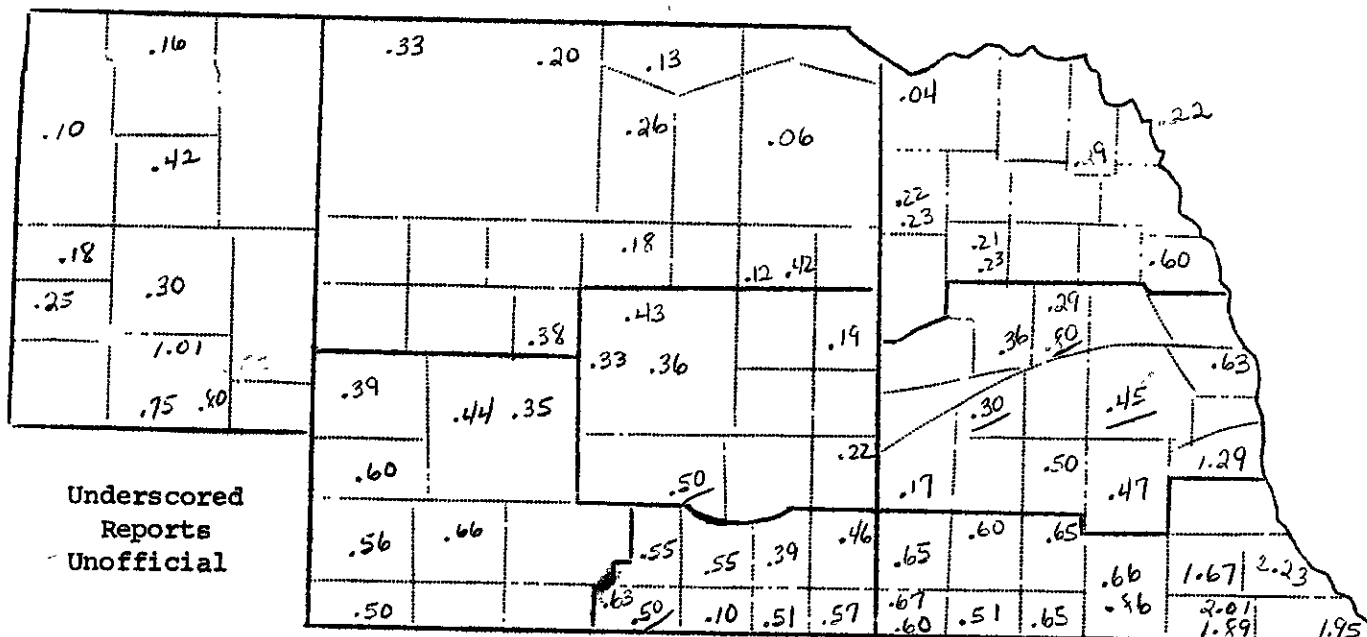 .16 .33 .20 .13
.04 .22
.10 .42 .26 .06 .29
.22
.23
.18 .18 .21
.12 .42 .23 .60
.25 .30 .43 .29
1.01 .38 .33 .36 .19 .36 .80 .63
.39
.75 .80 .44 .35 .30 .45
.60 .22 .50 1.29
.50 .17 .47
Underscored
Reports
Unofficial
.56 .66 .55 .55 .39 .46 .65 .60 .65
.66 1.67 2.23
.50 .63 .50 .10 .51 .57 .67 .51 .65 .86 2.01
.60 1.89 1.95